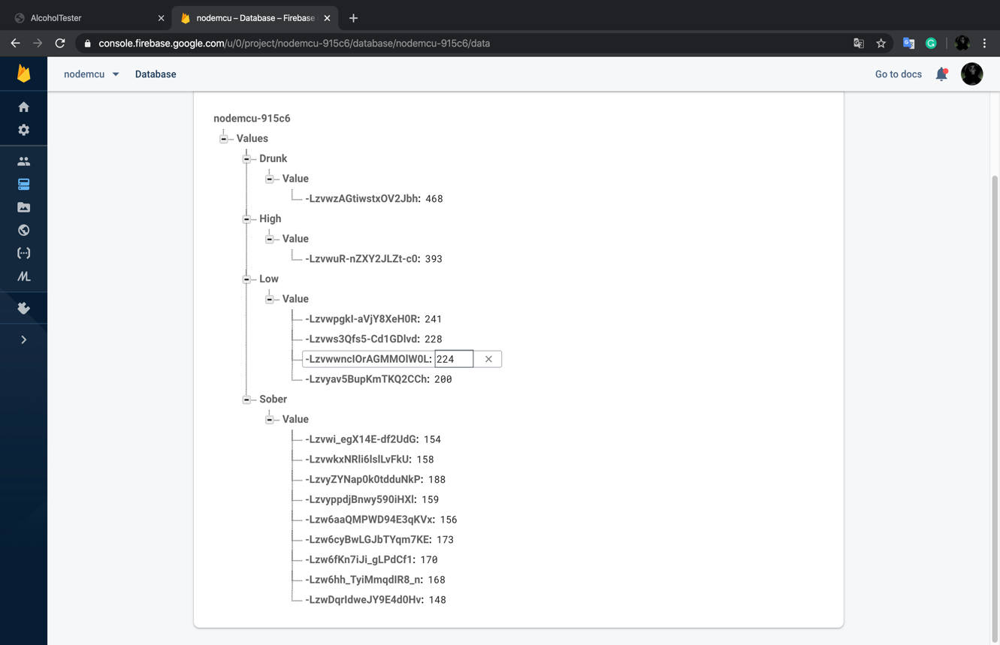 AlcoholTester
nodemcu – Database – Firebase
console.firebase.google.com/u/0/project/nodemcu-915c6/database/nodemcu-915c6/data
nodemcu Database Go to docs
nodemcu-915c6
Values
Drunk
Value
-LzvwzAGtiwstxOV2Jbh: 468
High
Value
-LzvwuR-nZXY2JLZt-c0: 393
Low
Value
-LzvwpgkI-aVjY8XeH0R: 241
-Lzvws3Qfs5-Cd1GDlvd: 228
-LzvwwncIOrAGMMOlW0L: 224
-Lzvyav5BupKmTKQ2CCh: 200
Sober
Value
-Lzvwi_egX14E-df2UdG: 154
-LzvwkxNRli6lslLvFkU: 158
-LzvyZYNap0k0tdduNkP: 188
-LzvyppdjBnwy590iHXl: 159
-Lzw6aaQMPWD94E3qKVx: 156
-Lzw6cyBwLGJbTYqm7KE: 173
-Lzw6fKn7iJi_gLPdCf1: 170
-Lzw6hh_TyiMmqdIR8_n: 168
-LzwDqrIdweJY9E4d0Hv: 148